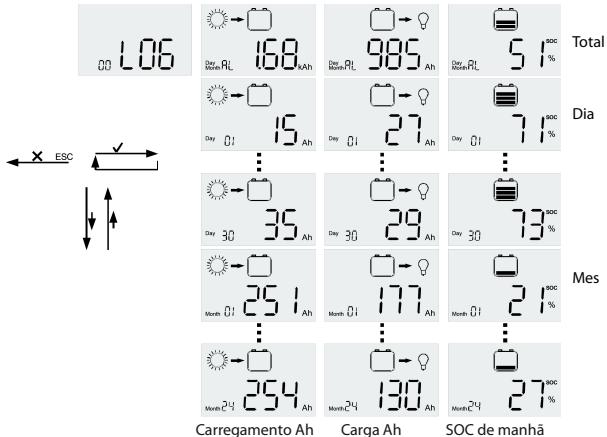 00 LOG
Day Month AL 1.68 kAh
Day Month AL 985 Ah
Day Month AL 51 SOC %
Total
Day 01 15 Ah
Day 01 27 Ah
Day 01 71 SOC %
Dia
ESC
Day 30 35 Ah
Day 30 29 Ah
Day 30 73 SOC %
Month 01 251 Ah
Month 01 177 Ah
Month 01 21 SOC %
Mes
Month 24 254 Ah
Month 24 130 Ah
Month 24 27 SOC %
Carregamento Ah
Carga Ah
SOC de manhã